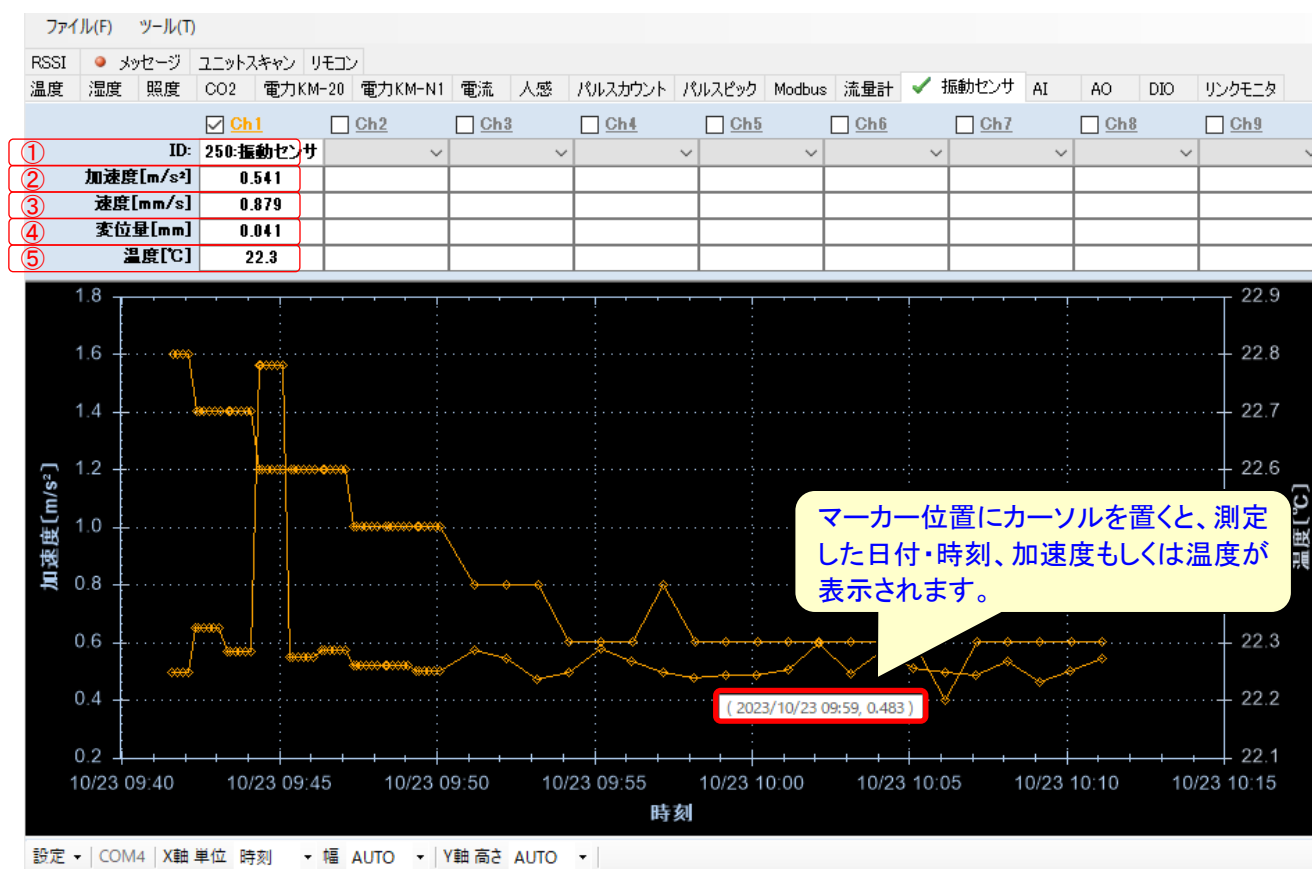 ファイル(F) ツール(T)
RSSI メッセージ ユニットスキャン リモコン
温度 湿度 照度 CO2 電力KM-20 電力KM-N1 電流 人感 パルスカウント パルスピック Modbus 流量計 振動センサ AI AO DIO リンクモニタ
Ch1 Ch2 Ch3 Ch4 Ch5 Ch6 Ch7 Ch8 Ch9
① ID: 250:振動センサ
② 加速度[m/s²] 0.541
③ 速度[mm/s] 0.879
④ 変位量[mm] 0.041
⑤ 温度[℃] 22.3
1.8 22.9
1.6 22.8
1.4 22.7
1.2 22.6
1.0
0.8
0.6 22.3
0.4 22.2
0.2 22.1
加速度[m/s²]
温度[℃]
マーカー位置にカーソルを置くと、測定
した日付・時刻、加速度もしくは温度が
表示されます。
( 2023/10/23 09:59, 0.483 )
10/23 09:40 10/23 09:45 10/23 09:50 10/23 09:55 10/23 10:00 10/23 10:05 10/23 10:10 10/23 10:15
時刻
設定 COM4 X軸 単位 時刻 幅 AUTO Y軸 高さ AUTO